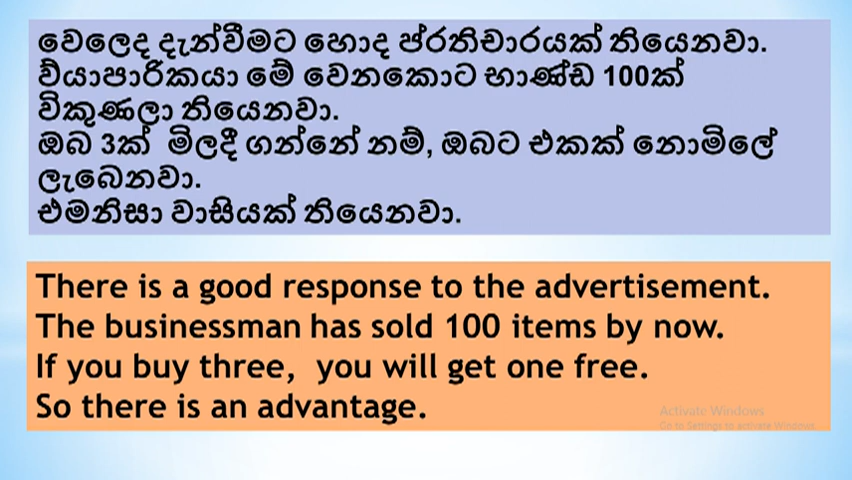 වෙලෙද දැන්වීමට හොද ප්රතිචාරයක් තියෙනවා.
ව්යාපාරිකයා මේ වෙනකොට භාණ්ඩ 100ක්
විකුණලා තියෙනවා.
ඔබ 3ක්  මිලදී ගන්නේ නම්, ඔබට එකක් නොමිලේ
ලැබෙනවා.
එමනිසා වාසියක් තියෙනවා.
There is a good response to the advertisement.
The businessman has sold 100 items by now.
If you buy three,  you will get one free.
So there is an advantage.
Activate Windows
Go to Settings to activate Windows.